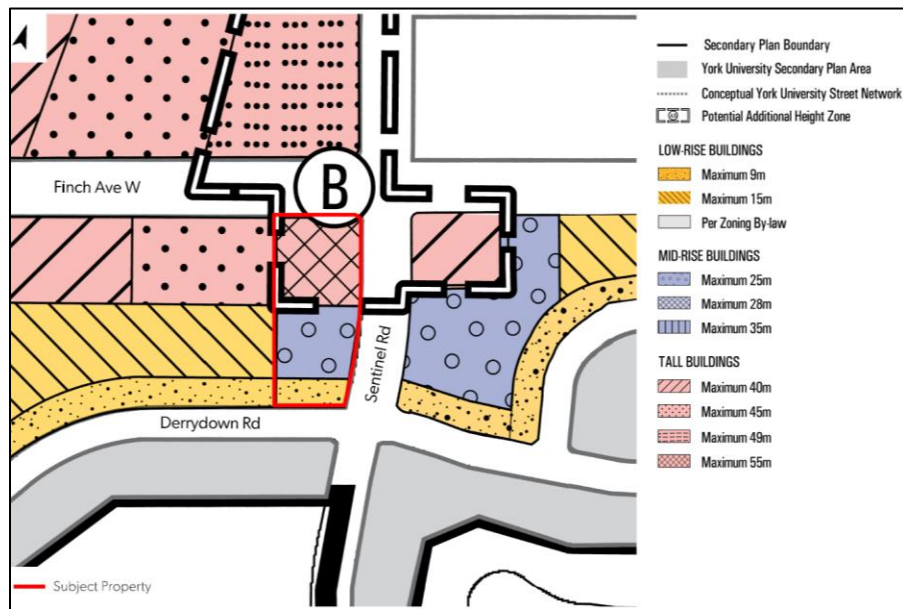 Finch Ave W
B
Sentinel Rd
Derrydown Rd
Subject Property
Secondary Plan Boundary
York University Secondary Plan Area
Conceptual York University Street Network
Potential Additional Height Zone
LOW-RISE BUILDINGS
Maximum 9m
Maximum 15m
Per Zoning By-law
MID-RISE BUILDINGS
Maximum 25m
Maximum 28m
Maximum 35m
TALL BUILDINGS
Maximum 40m
Maximum 45m
Maximum 49m
Maximum 55m